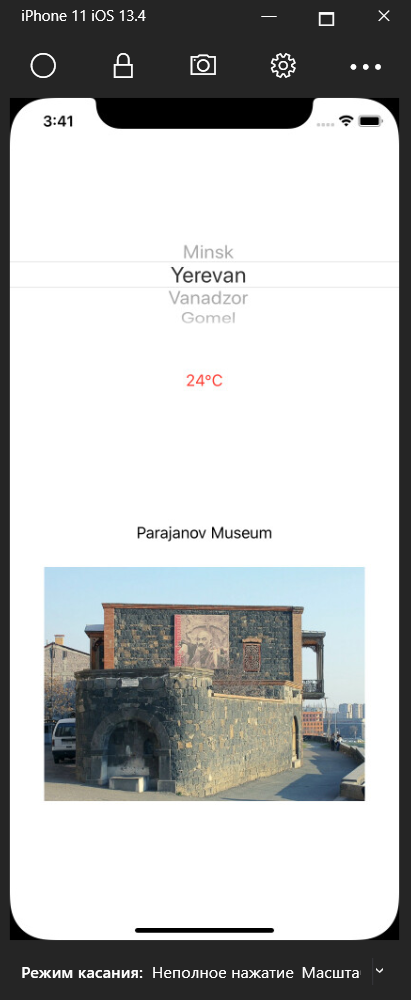 iPhone 11 iOS 13.4
3:41
Minsk
Yerevan
Vanadzor
Gomel
24°C
Parajanov Museum
Режим касания: Неполное нажатие Масшта